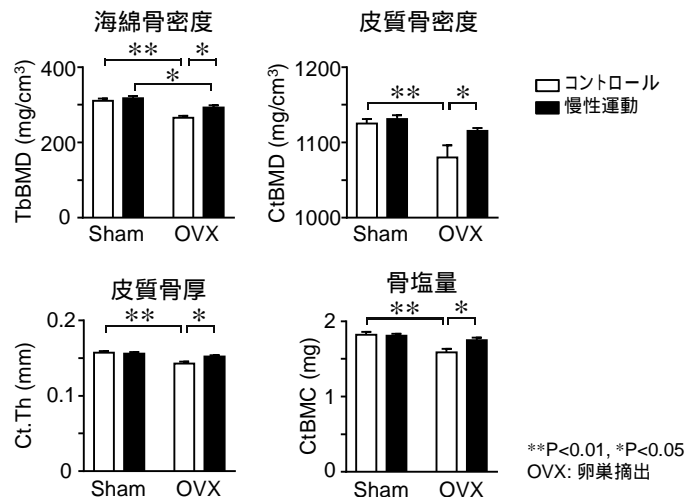 海綿骨密度
** *
*
TbBMD (mg/cm³)
400
200
0
Sham OVX
皮質骨密度
** *
CtBMD (mg/cm³)
1200
1100
1000
Sham OVX
コントロール
慢性運動
皮質骨厚
** *
Ct.Th (mm)
0.2
0.1
0
Sham OVX
骨塩量
** *
CtBMC (mg)
2
1
0
Sham OVX
**P<0.01, *P<0.05
OVX: 卵巣摘出